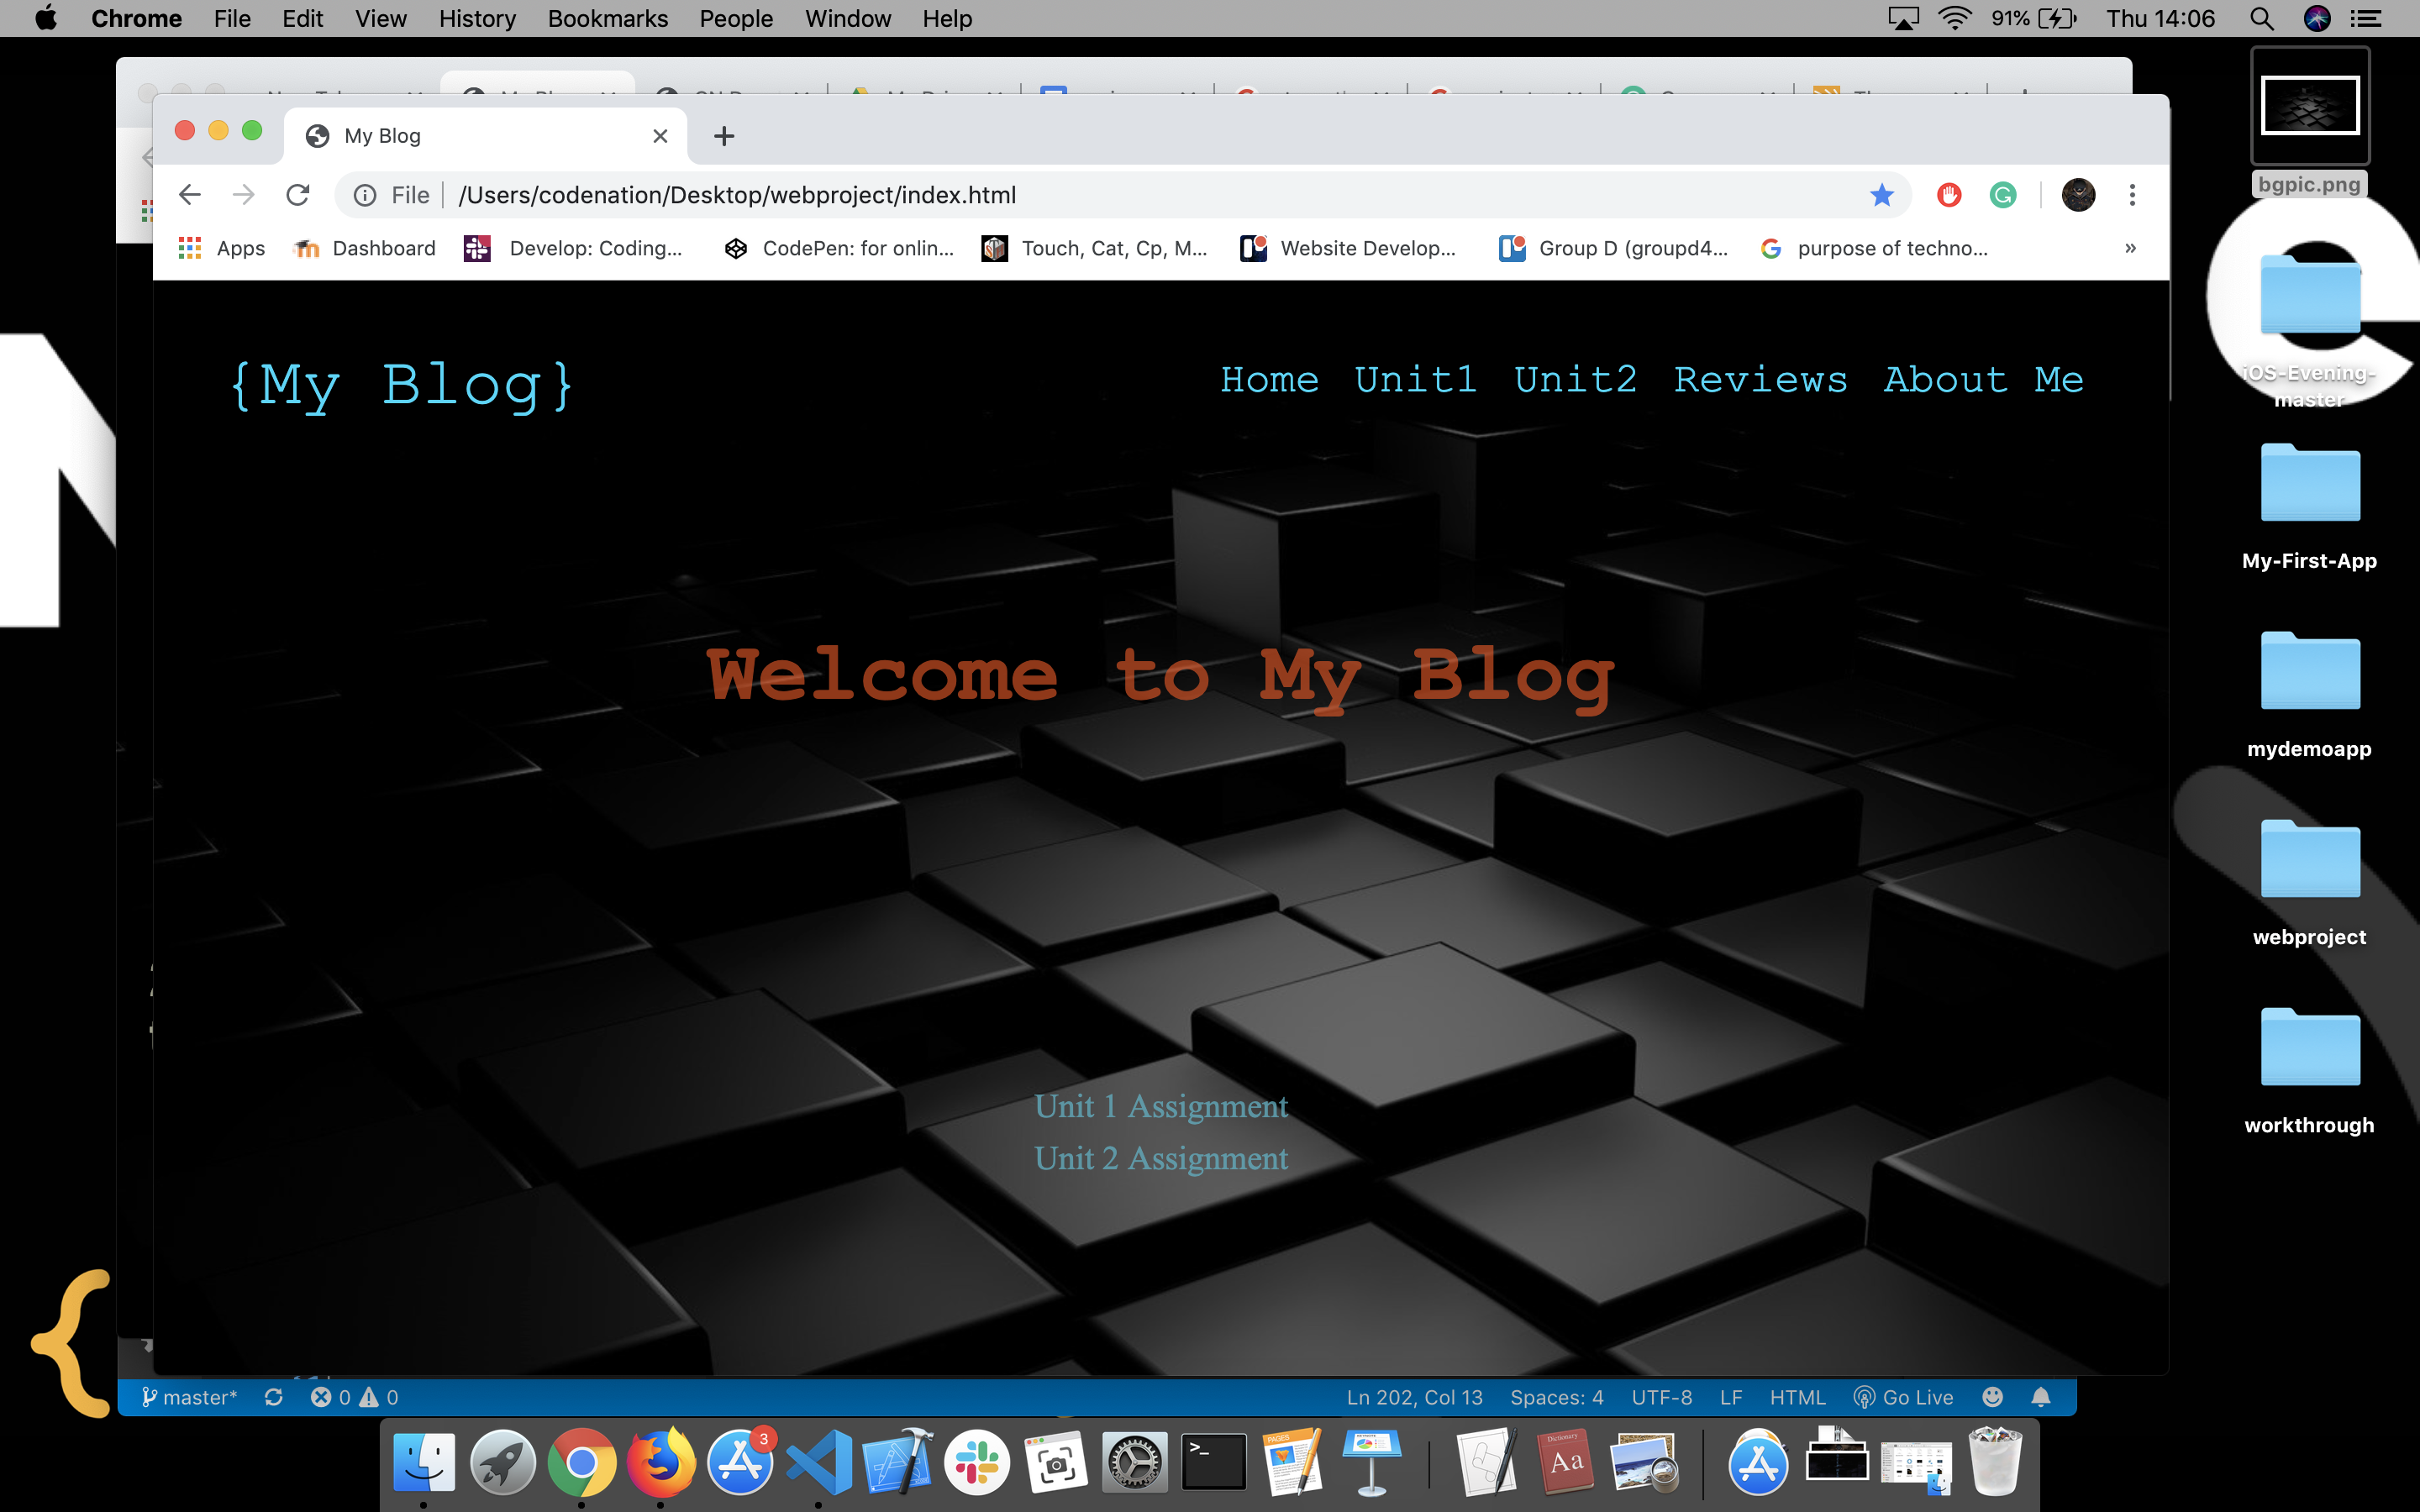 Chrome File Edit View History Bookmarks People Window Help 91% Thu 14:06
My Blog
File /Users/codenation/Desktop/webproject/index.html
Apps Dashboard Develop: Coding... CodePen: for onlin... Touch, Cat, Cp, M... Website Develop... Group D (groupd4... purpose of techno... »
{My Blog} Home Unit1 Unit2 Reviews About Me
Welcome to My Blog
Unit 1 Assignment
Unit 2 Assignment
bgpic.png
iOS-Evening-
master
My-First-App
mydemoapp
webproject
workthrough
{
master* 0 0 Ln 202, Col 13 Spaces: 4 UTF-8 LF HTML Go Live
3
PAGES
Dictionary
Aa